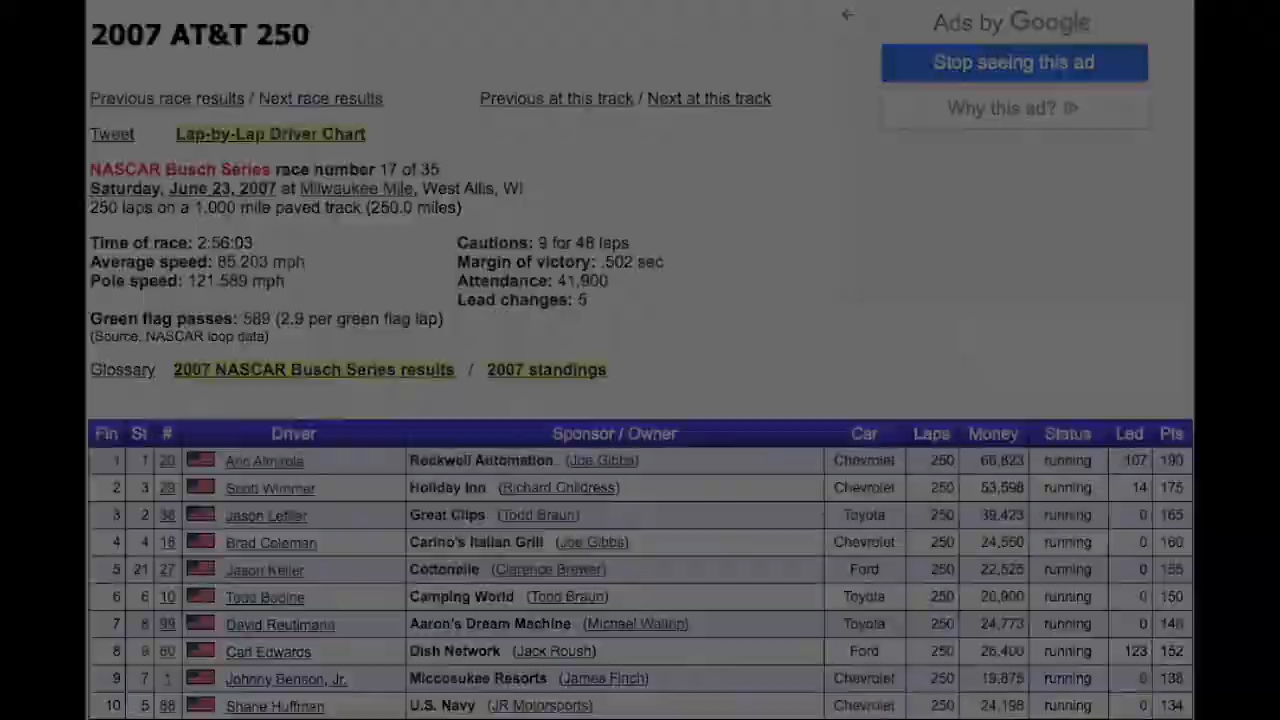 2007 AT&T 250
Ads by Google
Stop seeing this ad
Why this ad?
Previous race results / Next race results
Previous at this track / Next at this track
Tweet
Lap-by-Lap Driver Chart
NASCAR Busch Series race number 17 of 35
Saturday, June 23, 2007 at Milwaukee Mile, West Allis, WI
250 laps on a 1.000 mile paved track (250.0 miles)
Time of race: 2:56:03
Average speed: 85.203 mph
Pole speed: 121.589 mph
Cautions: 9 for 48 laps
Margin of victory: .502 sec
Attendance: 41,900
Lead changes: 5
Green flag passes: 589 (2.9 per green flag lap)
(Source: NASCAR loop data)
Glossary 2007 NASCAR Busch Series results / 2007 standings
Fin St # Driver Sponsor / Owner Car Laps Money Status Led Pts
1 1 20 Aric Almirola Rockwell Automation (Joe Gibbs) Chevrolet 250 66,823 running 107 190
2 3 29 Scott Wimmer Holiday Inn (Richard Childress) Chevrolet 250 53,598 running 14 175
3 2 38 Jason Leffler Great Clips (Todd Braun) Toyota 250 39,423 running 0 165
4 4 18 Brad Coleman Carino's Italian Grill (Joe Gibbs) Chevrolet 250 24,550 running 0 160
5 21 27 Jason Keller Cottonelle (Clarence Brewer) Ford 250 22,525 running 0 155
6 6 10 Todd Bodine Camping World (Todd Braun) Toyota 250 20,900 running 0 150
7 8 99 David Reutimann Aaron's Dream Machine (Michael Waltrip) Toyota 250 24,773 running 0 146
8 9 60 Carl Edwards Dish Network (Jack Roush) Ford 250 26,400 running 123 152
9 7 1 Johnny Benson, Jr. Miccosukee Resorts (James Finch) Chevrolet 250 19,875 running 0 138
10 5 88 Shane Huffman U.S. Navy (JR Motorsports) Chevrolet 250 24,198 running 0 134